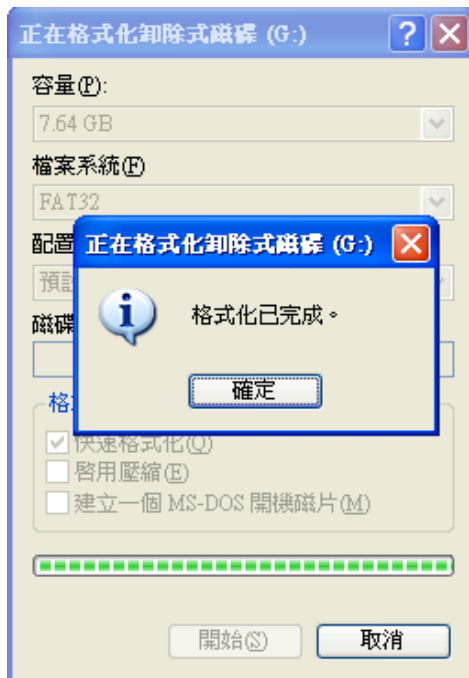 正在格式化卸除式磁碟 (G:)
容量(P):
7.64 GB
檔案系統(F)
FAT32
配置
正在格式化卸除式磁碟 (G:)
預設
格式化已完成。
磁碟
確定
格式
快速格式化(Q)
啓用壓縮(E)
建立一個 MS-DOS 開機磁片(M)
開始(S)
取消